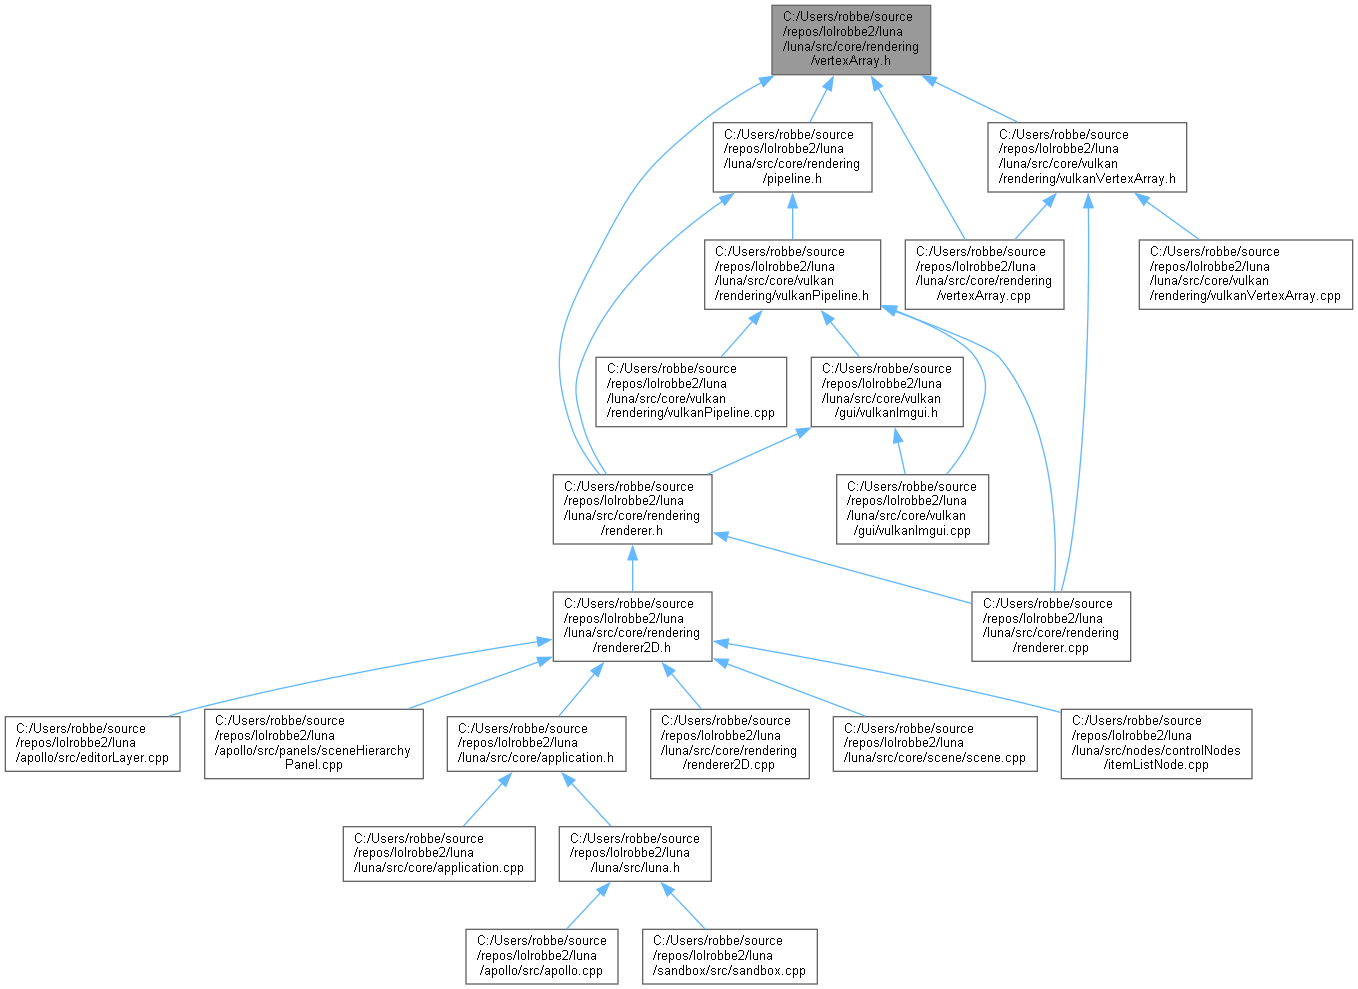 C:/Users/robbe/source
/repos/lolrobbe2/luna
/luna/src/core/rendering
/vertexArray.h
C:/Users/robbe/source
/repos/lolrobbe2/luna
/luna/src/core/rendering
/pipeline.h
C:/Users/robbe/source
/repos/lolrobbe2/luna
/luna/src/core/vulkan
/rendering/vulkanVertexArray.h
C:/Users/robbe/source
/repos/lolrobbe2/luna
/luna/src/core/vulkan
/rendering/vulkanPipeline.h
C:/Users/robbe/source
/repos/lolrobbe2/luna
/luna/src/core/rendering
/vertexArray.cpp
C:/Users/robbe/source
/repos/lolrobbe2/luna
/luna/src/core/vulkan
/rendering/vulkanVertexArray.cpp
C:/Users/robbe/source
/repos/lolrobbe2/luna
/luna/src/core/vulkan
/rendering/vulkanPipeline.cpp
C:/Users/robbe/source
/repos/lolrobbe2/luna
/luna/src/core/vulkan
/gui/vulkanImgui.h
C:/Users/robbe/source
/repos/lolrobbe2/luna
/luna/src/core/rendering
/renderer.h
C:/Users/robbe/source
/repos/lolrobbe2/luna
/luna/src/core/vulkan
/gui/vulkanImgui.cpp
C:/Users/robbe/source
/repos/lolrobbe2/luna
/luna/src/core/rendering
/renderer2D.h
C:/Users/robbe/source
/repos/lolrobbe2/luna
/luna/src/core/rendering
/renderer.cpp
C:/Users/robbe/source
/repos/lolrobbe2/luna
/apollo/src/editorLayer.cpp
C:/Users/robbe/source
/repos/lolrobbe2/luna
/apollo/src/panels/sceneHierarchy
Panel.cpp
C:/Users/robbe/source
/repos/lolrobbe2/luna
/luna/src/core/application.h
C:/Users/robbe/source
/repos/lolrobbe2/luna
/luna/src/core/rendering
/renderer2D.cpp
C:/Users/robbe/source
/repos/lolrobbe2/luna
/luna/src/core/scene/scene.cpp
C:/Users/robbe/source
/repos/lolrobbe2/luna
/luna/src/nodes/controlNodes
/itemListNode.cpp
C:/Users/robbe/source
/repos/lolrobbe2/luna
/luna/src/core/application.cpp
C:/Users/robbe/source
/repos/lolrobbe2/luna
/luna/src/luna.h
C:/Users/robbe/source
/repos/lolrobbe2/luna
/apollo/src/apollo.cpp
C:/Users/robbe/source
/repos/lolrobbe2/luna
/sandbox/src/sandbox.cpp